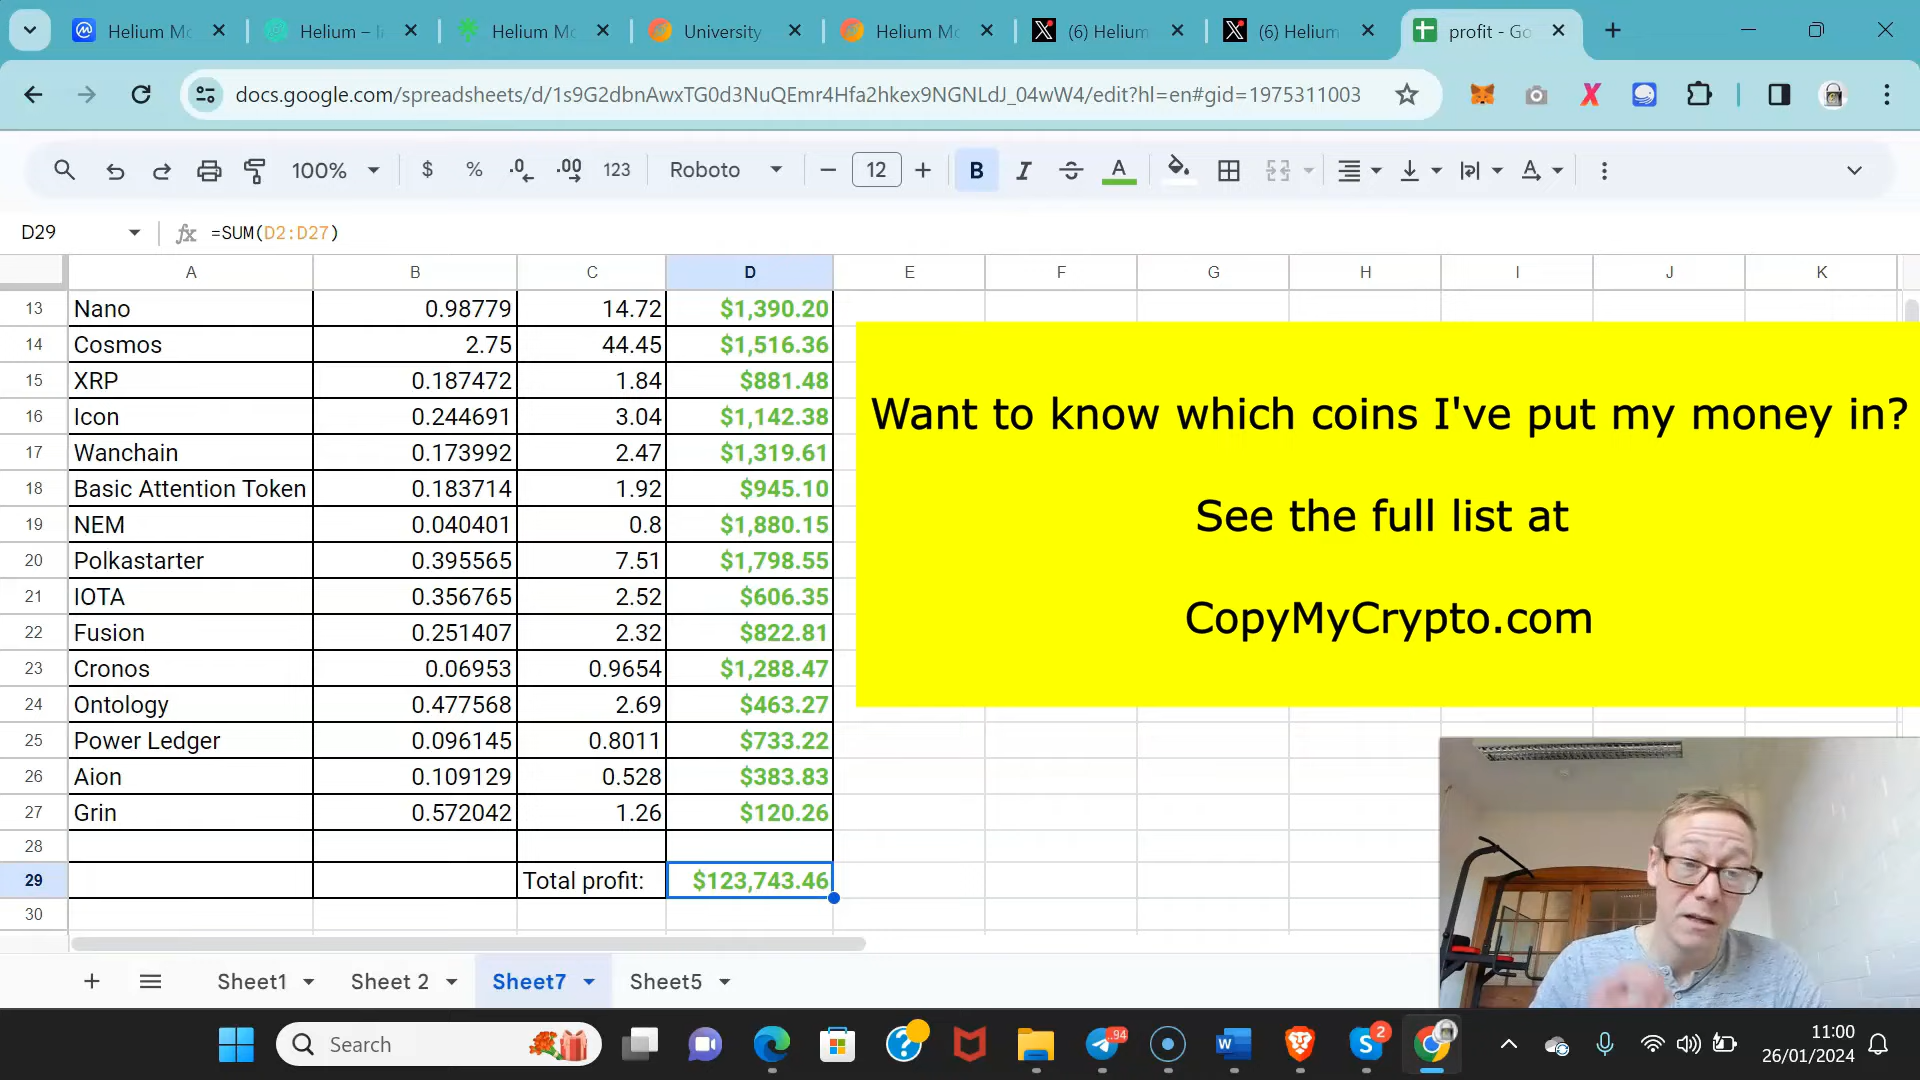 Helium Mo
Helium – I
Helium Mo
University
Helium Mo
(6) Helium
(6) Helium
profit - Go
docs.google.com/spreadsheets/d/1s9G2dbnAwxTG0d3NuQEmr4Hfa2hkex9NGNLdJ_04wW4/edit?hl=en#gid=1975311003
100%
$
%
.0
.00
123
Roboto
12
B
I
A
A
D29
fx
=SUM(D2:D27)
A B C D E F G H I J K
13 Nano 0.98779 14.72 $1,390.20
14 Cosmos 2.75 44.45 $1,516.36
15 XRP 0.187472 1.84 $881.48
16 Icon 0.244691 3.04 $1,142.38
17 Wanchain 0.173992 2.47 $1,319.61
18 Basic Attention Token 0.183714 1.92 $945.10
19 NEM 0.040401 0.8 $1,880.15
20 Polkastarter 0.395565 7.51 $1,798.55
21 IOTA 0.356765 2.52 $606.35
22 Fusion 0.251407 2.32 $822.81
23 Cronos 0.06953 0.9654 $1,288.47
24 Ontology 0.477568 2.69 $463.27
25 Power Ledger 0.096145 0.8011 $733.22
26 Aion 0.109129 0.528 $383.83
27 Grin 0.572042 1.26 $120.26
28
29 Total profit: $123,743.46
30
Want to know which coins I've put my money in?
See the full list at
CopyMyCrypto.com
Sheet1
Sheet 2
Sheet7
Sheet5
Search
94
2
11:00
26/01/2024